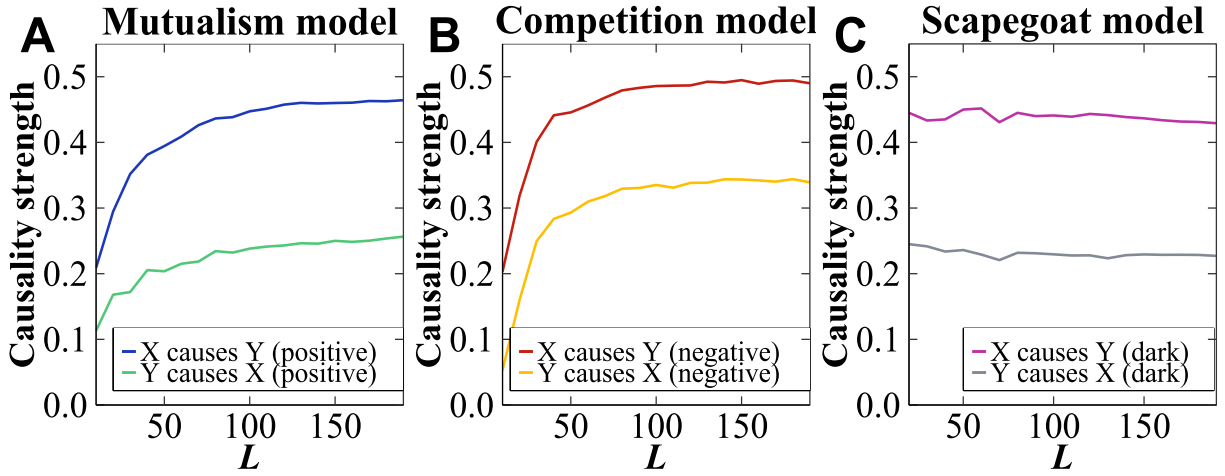 A
Mutualism model
Causality strength
0.5
0.4
0.3
0.2
0.1
0.0
X causes Y (positive)
Y causes X (positive)
50
100
150
L
B
Competition model
Causality strength
0.5
0.4
0.3
0.2
0.1
0.0
X causes Y (negative)
Y causes X (negative)
50
100
150
L
C
Scapegoat model
Causality strength
0.5
0.4
0.3
0.2
0.1
0.0
X causes Y (dark)
Y causes X (dark)
50
100
150
L